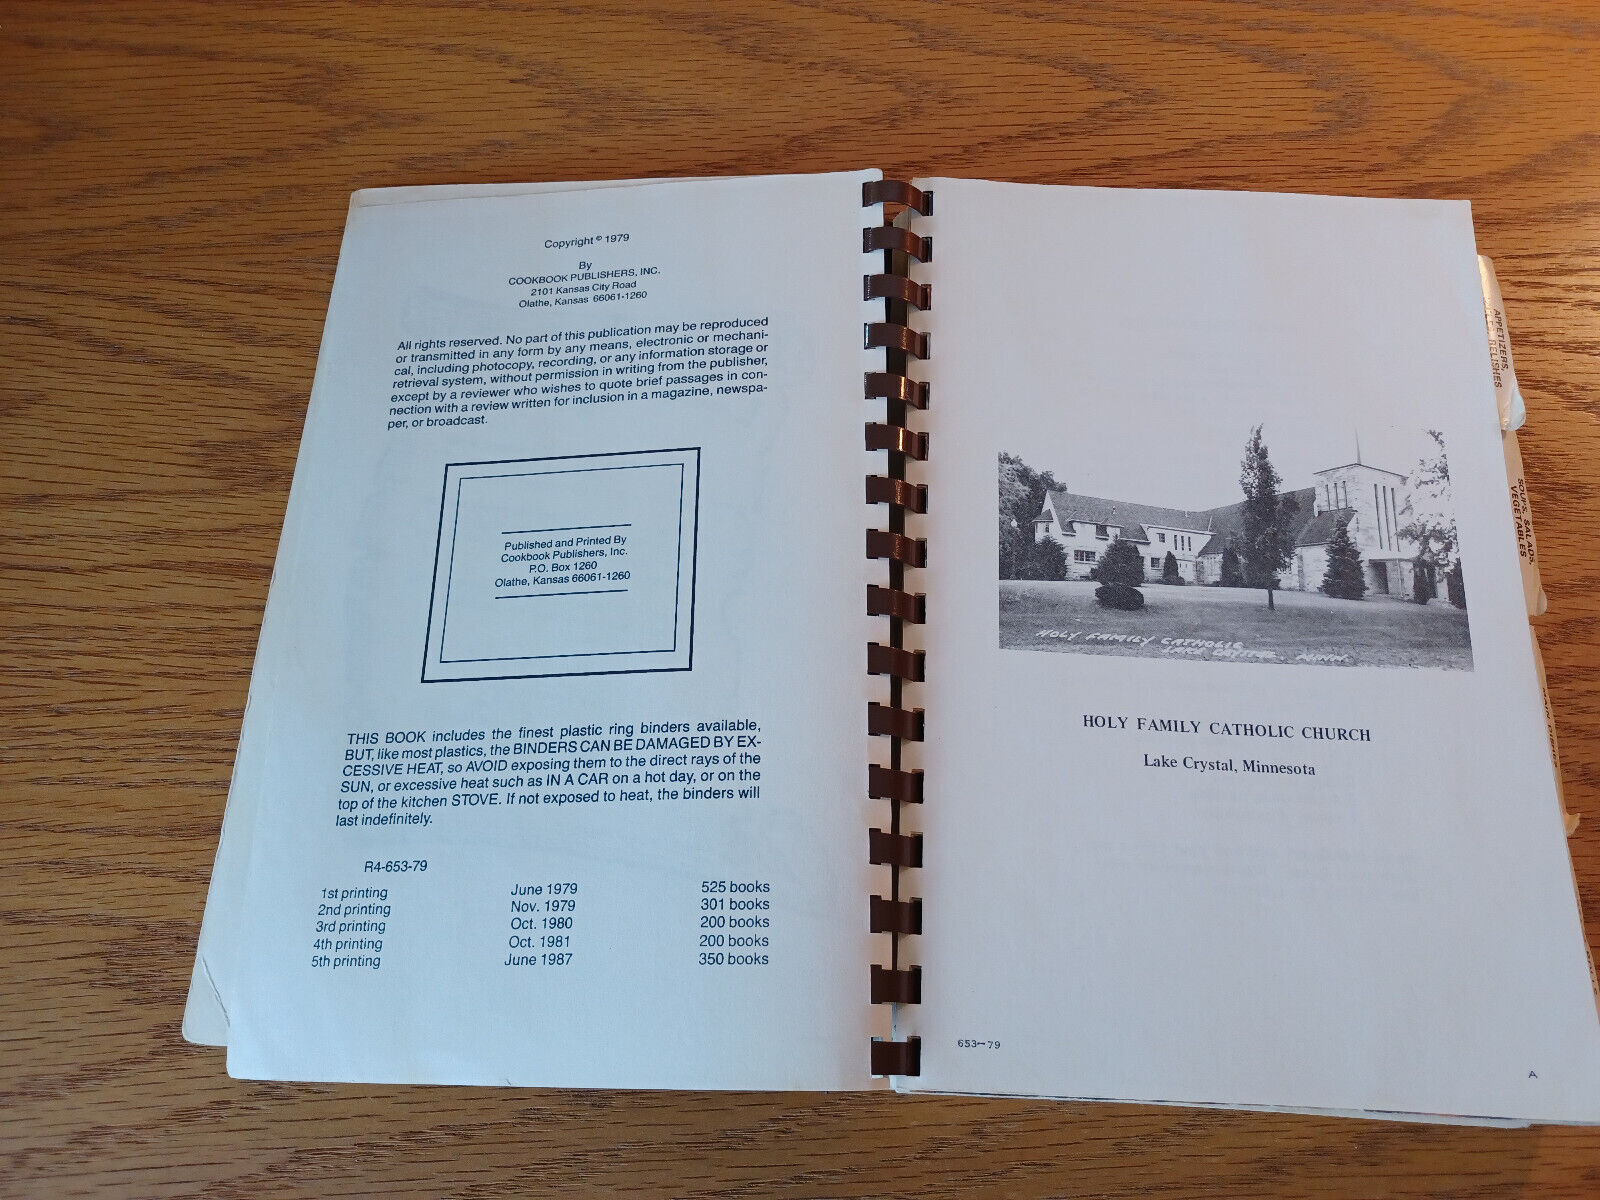 Copyright © 1979
By
COOKBOOK PUBLISHERS, INC.
2101 Kansas City Road
Olathe, Kansas 66061-1260
All rights reserved. No part of this publication may be reproduced
or transmitted in any form by any means, electronic or mechani-
cal, including photocopy, recording, or any information storage or
retrieval system, without permission in writing from the publisher,
except by a reviewer who wishes to quote brief passages in con-
nection with a review written for inclusion in a magazine, newspa-
per, or broadcast.
Published and Printed By
Cookbook Publishers, Inc.
P.O. Box 1260
Olathe, Kansas 66061-1260
THIS BOOK includes the finest plastic ring binders available,
BUT, like most plastics, the BINDERS CAN BE DAMAGED BY EX-
CESSIVE HEAT, so AVOID exposing them to the direct rays of the
SUN, or excessive heat such as IN A CAR on a hot day, or on the
top of the kitchen STOVE. If not exposed to heat, the binders will
last indefinitely.
R4-653-79
1st printing June 1979 525 books
2nd printing Nov. 1979 301 books
3rd printing Oct. 1980 200 books
4th printing Oct. 1981 200 books
5th printing June 1987 350 books
HOLY FAMILY CATHOLIC
LAKE CRYSTAL MINN
HOLY FAMILY CATHOLIC CHURCH
Lake Crystal, Minnesota
653-79
A
APPETIZERS,
RELISHES
SOUPS, SALADS,
VEGETABLES